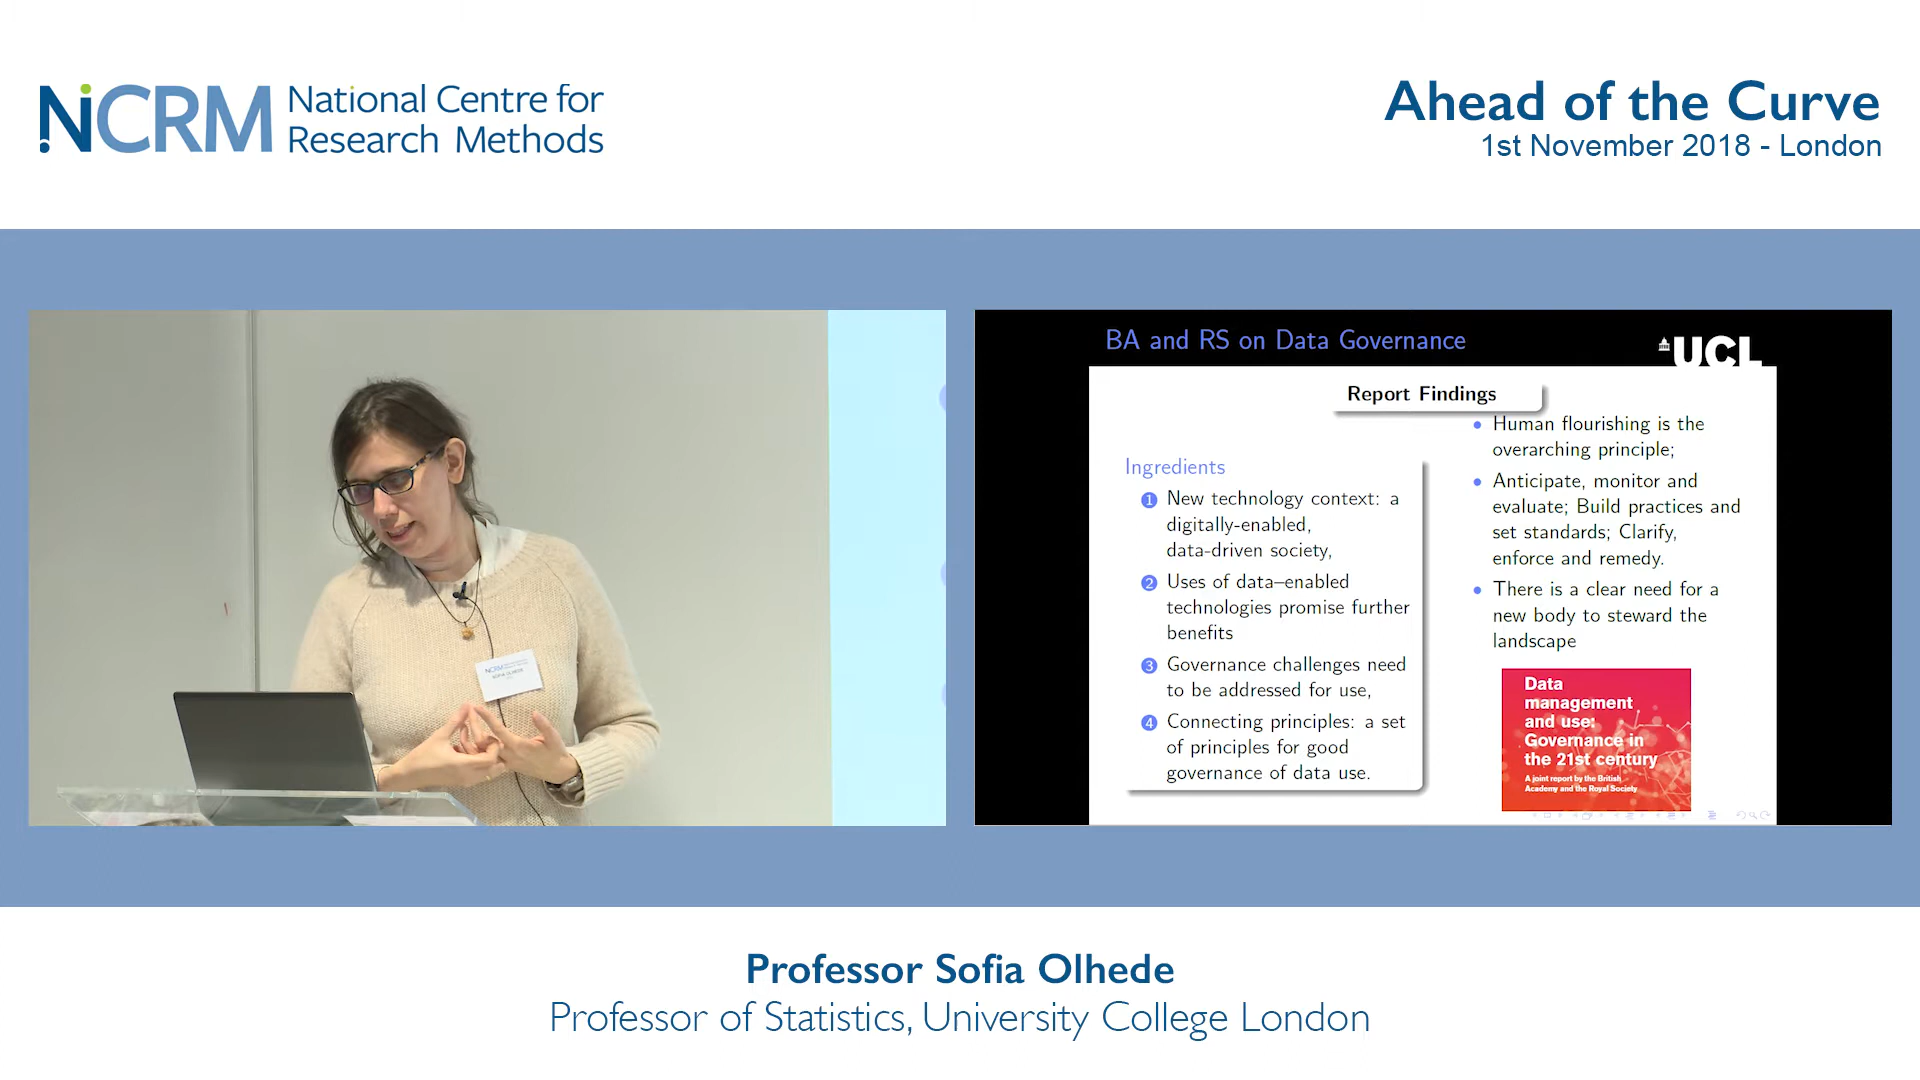 NCRM National Centre for
Research Methods
Ahead of the Curve
1st November 2018 - London
NCRM
SOFIA OLHEDE
BA and RS on Data Governance
UCL
Report Findings
Ingredients
1 New technology context: a
digitally-enabled,
data-driven society,
2 Uses of data–enabled
technologies promise further
benefits
3 Governance challenges need
to be addressed for use,
4 Connecting principles: a set
of principles for good
governance of data use.
• Human flourishing is the
overarching principle;
• Anticipate, monitor and
evaluate; Build practices and
set standards; Clarify,
enforce and remedy.
• There is a clear need for a
new body to steward the
landscape
Data
management
and use:
Governance in
the 21st century
A joint report by the British
Academy and the Royal Society
Professor Sofia Olhede
Professor of Statistics, University College London